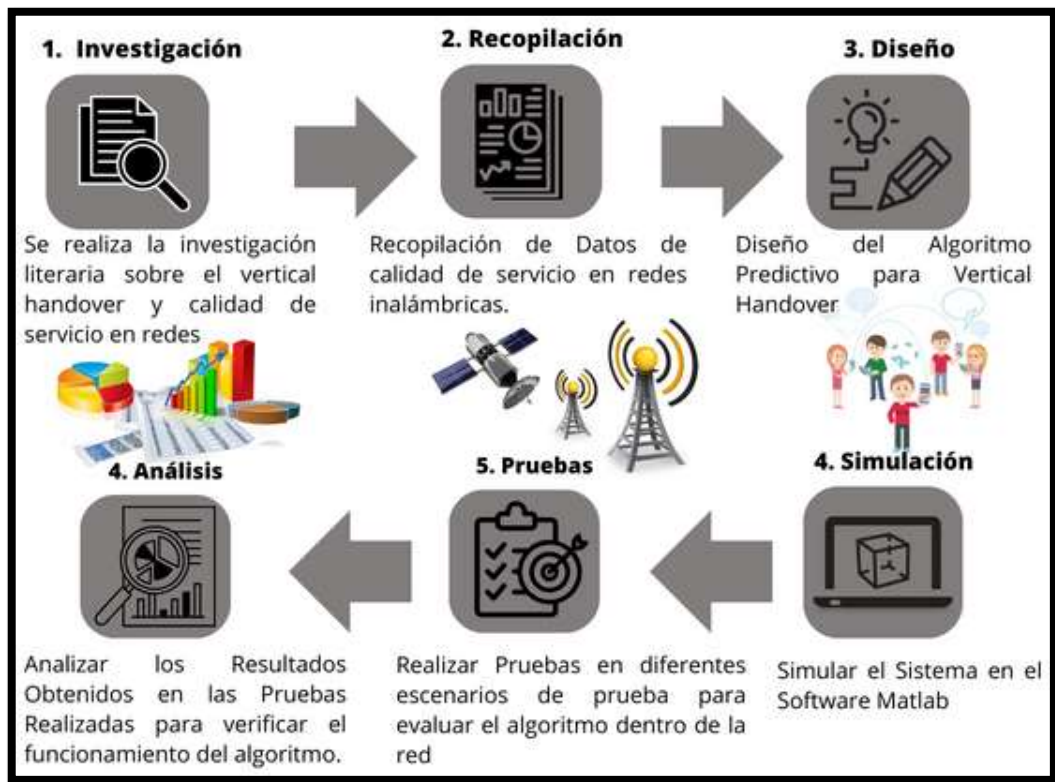 1. Investigación
Se realiza la investigación
literaria sobre el vertical
handover y calidad de
servicio en redes
2. Recopilación
Recopilación de Datos de
calidad de servicio en redes
inalámbricas.
3. Diseño
Diseño del Algoritmo
Predictivo para Vertical
Handover
4. Simulación
Simular el Sistema en el
Software Matlab
5. Pruebas
Realizar Pruebas en diferentes
escenarios de prueba para
evaluar el algoritmo dentro de la
red
4. Análisis
Analizar los Resultados
Obtenidos en las Pruebas
Realizadas para verificar el
funcionamiento del algoritmo.